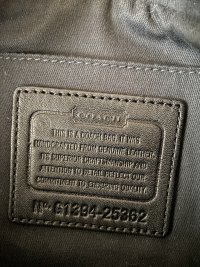 COACH
THIS IS A COACH BAG. IT WAS
HANDCRAFTED FROM GENUINE LEATHER.
ITS SUPERIOR CRAFTSMANSHIP AND
ATTENTION TO DETAIL REFLECT OUR
COMMITMENT TO ENDURING QUALITY.
Nº G1394-25362